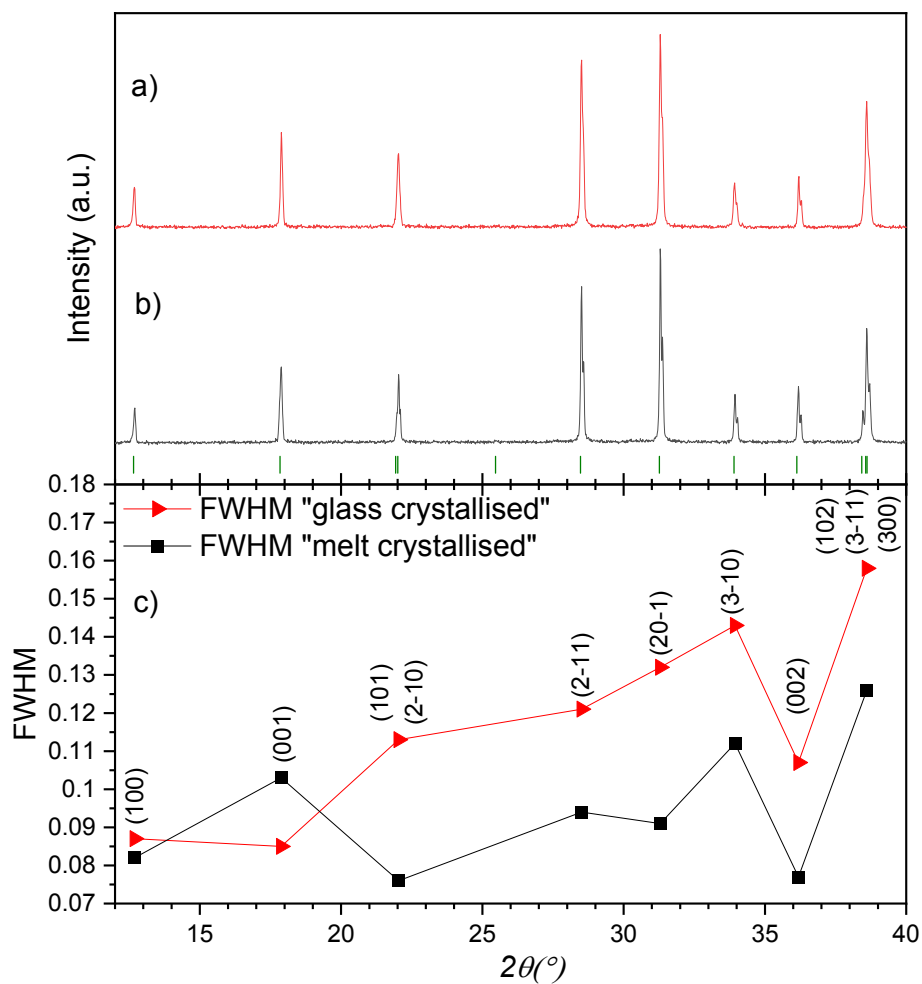 Intensity (a.u.)
a)
b)
0.18
0.17
0.16
0.15
0.14
0.13
0.12
0.11
0.1
0.09
0.08
0.07
FWHM
FWHM "glass crystallised"
FWHM "melt crystallised"
c)
(100)
(001)
(101)
(2-10)
(2-11)
(20-1)
(3-10)
(002)
(102)
(3-11)
(300)
15 20 25 30 35 40
2θ(°)